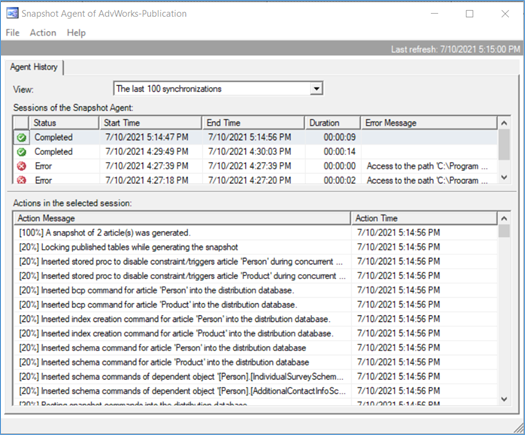 Snapshot Agent of AdvWorks-Publication
File Action Help
Last refresh: 7/10/2021 5:15:00 PM
Agent History
View: The last 100 synchronizations
Sessions of the Snapshot Agent:
Status Start Time End Time Duration Error Message
Completed 7/10/2021 5:14:47 PM 7/10/2021 5:14:56 PM 00:00:09
Completed 7/10/2021 4:29:49 PM 7/10/2021 4:30:03 PM 00:00:14
Error 7/10/2021 4:27:39 PM 7/10/2021 4:27:39 PM 00:00:00 Access to the path 'C:\Program ...
Error 7/10/2021 4:27:18 PM 7/10/2021 4:27:20 PM 00:00:02 Access to the path 'C:\Program ...
Actions in the selected session:
Action Message Action Time
[100%] A snapshot of 2 article(s) was generated. 7/10/2021 5:14:56 PM
[20%] Locking published tables while generating the snapshot 7/10/2021 5:14:56 PM
[20%] Inserted stored proc to disable constraint/triggers article 'Person' during concurrent ... 7/10/2021 5:14:56 PM
[20%] Inserted stored proc to disable constraint/triggers article 'Product' during concurrent ... 7/10/2021 5:14:56 PM
[20%] Inserted bcp command for article 'Person' into the distribution database. 7/10/2021 5:14:56 PM
[20%] Inserted bcp command for article 'Product' into the distribution database. 7/10/2021 5:14:56 PM
[20%] Inserted index creation command for article 'Person' into the distribution database. 7/10/2021 5:14:56 PM
[20%] Inserted index creation command for article 'Product' into the distribution database. 7/10/2021 5:14:56 PM
[20%] Inserted schema command for article 'Person' into the distribution database 7/10/2021 5:14:56 PM
[20%] Inserted schema command for article 'Product' into the distribution database 7/10/2021 5:14:56 PM
[20%] Inserted schema commands of dependent object '[Person].[IndividualSurveySchem... 7/10/2021 5:14:56 PM
[20%] Inserted schema commands of dependent object '[Person].[AdditionalContactInfoSc... 7/10/2021 5:14:56 PM
[20%] Posting snapshot commands into the distribution database 7/10/2021 5:14:56 PM